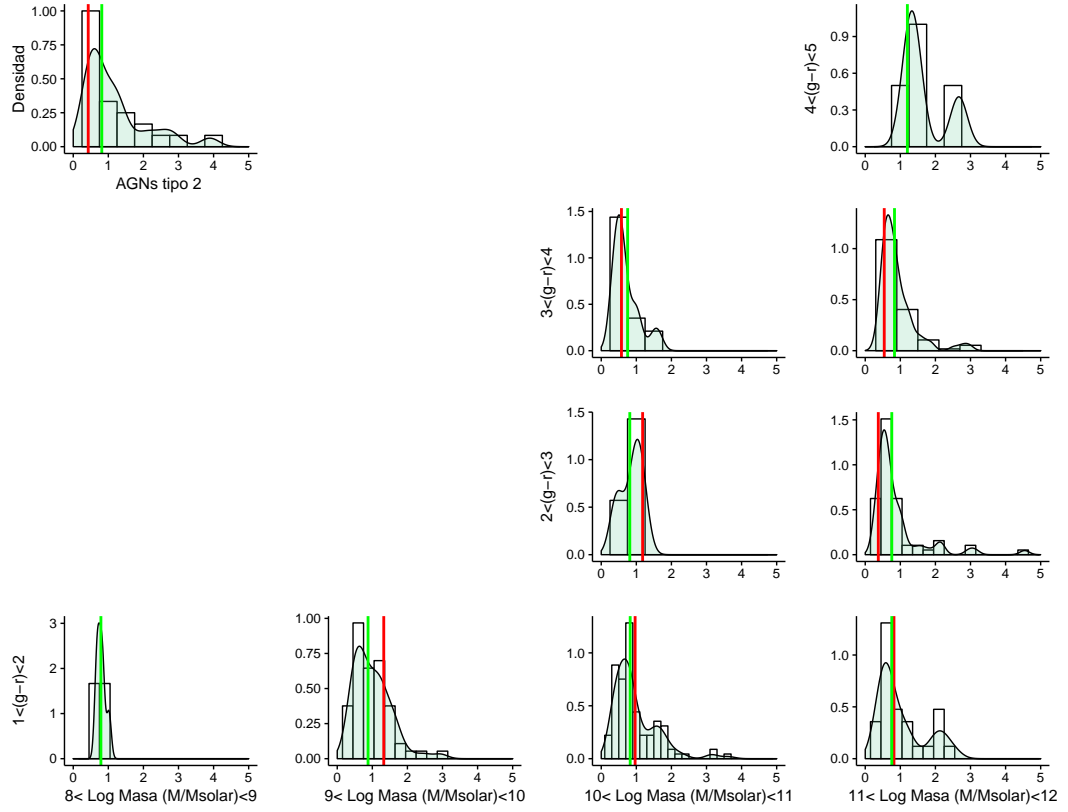 Densidad
1.00
0.75
0.50
0.25
0.00
0 1 2 3 4 5
AGNs tipo 2
4<(g−r)<5
0.9
0.6
0.3
0.0
0 1 2 3 4 5
3<(g−r)<4
1.5
1.0
0.5
0.0
0 1 2 3 4 5
1.0
0.5
0.0
0 1 2 3 4 5
2<(g−r)<3
1.5
1.0
0.5
0.0
0 1 2 3 4 5
1.5
1.0
0.5
0.0
0 1 2 3 4 5
1<(g−r)<2
3
2
1
0
0 1 2 3 4 5
8< Log Masa (M/Msolar)<9
1.00
0.75
0.50
0.25
0.00
0 1 2 3 4 5
9< Log Masa (M/Msolar)<10
1.0
0.5
0.0
0 1 2 3 4 5
10< Log Masa (M/Msolar)<11
1.0
0.5
0.0
0 1 2 3 4 5
11< Log Masa (M/Msolar)<12